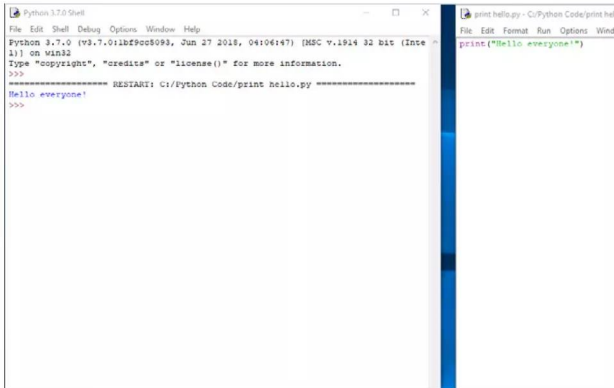 Python 3.7.0 Shell
File Edit Shell Debug Options Window Help
Python 3.7.0 (v3.7.0:1bf9cc5093, Jun 27 2018, 04:06:47) [MSC v.1914 32 bit (Inte
l)] on win32
Type "copyright", "credits" or "license()" for more information.
>>>
=================== RESTART: C:/Python Code/print hello.py ===================
Hello everyone!
>>>
print hello.py - C:/Python Code/print hel
File Edit Format Run Options Wind
print("Hello everyone!")